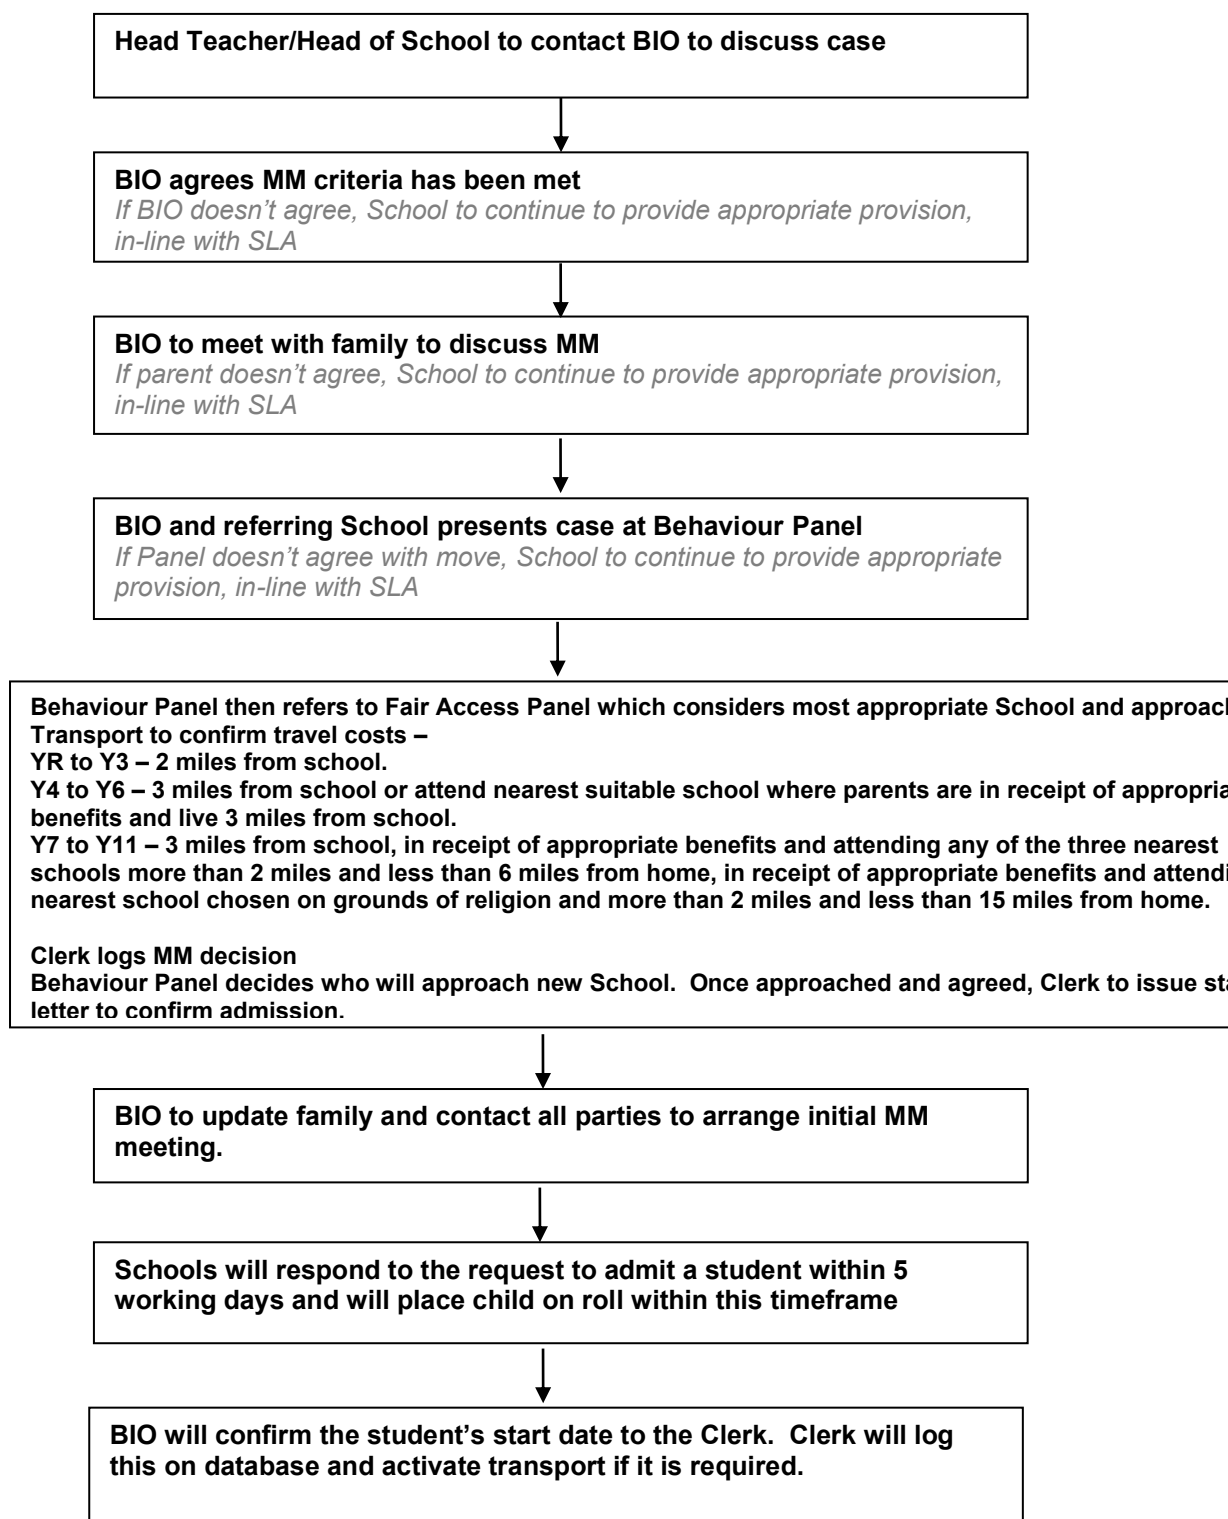 Head Teacher/Head of School to contact BIO to discuss case
BIO agrees MM criteria has been met
If BIO doesn’t agree, School to continue to provide appropriate provision,
in-line with SLA
BIO to meet with family to discuss MM
If parent doesn’t agree, School to continue to provide appropriate provision,
in-line with SLA
BIO and referring School presents case at Behaviour Panel
If Panel doesn’t agree with move, School to continue to provide appropriate
provision, in-line with SLA
Behaviour Panel then refers to Fair Access Panel which considers most appropriate School and approach
Transport to confirm travel costs –
YR to Y3 – 2 miles from school.
Y4 to Y6 – 3 miles from school or attend nearest suitable school where parents are in receipt of
benefits and live 3 miles from school.
Y7 to Y11 – 3 miles from school, in receipt of appropriate benefits and attending any of the three nearest
schools more than 2 miles and less than 6 miles from home, in receipt of appropriate benefits and
nearest school chosen on grounds of religion and more than 2 miles and less than 15 miles from home.
Clerk logs MM decision
Behaviour Panel decides who will approach new School.  Once approached and agreed, Clerk to issue
letter to confirm admission.
BIO to update family and contact all parties to arrange initial MM
meeting.
Schools will respond to the request to admit a student within 5
working days and will place child on roll within this timeframe
BIO will confirm the student’s start date to the Clerk.  Clerk will log
this on database and activate transport if it is required.